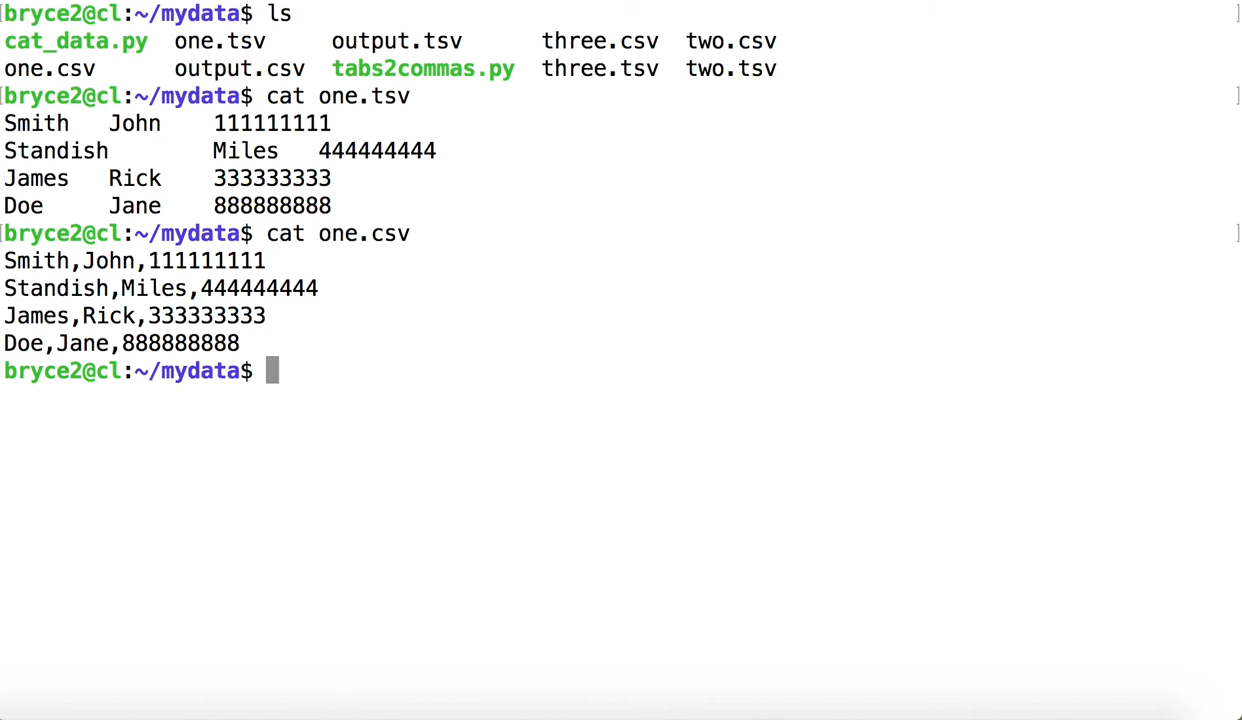 bryce2@cl:~/mydata$ ls
cat_data.py  one.tsv     output.tsv      three.csv  two.csv
one.csv      output.csv  tabs2commas.py  three.tsv  two.tsv
bryce2@cl:~/mydata$ cat one.tsv
Smith	John	111111111
Standish	Miles	444444444
James	Rick	333333333
Doe	Jane	888888888
bryce2@cl:~/mydata$ cat one.csv
Smith,John,111111111
Standish,Miles,444444444
James,Rick,333333333
Doe,Jane,888888888
bryce2@cl:~/mydata$